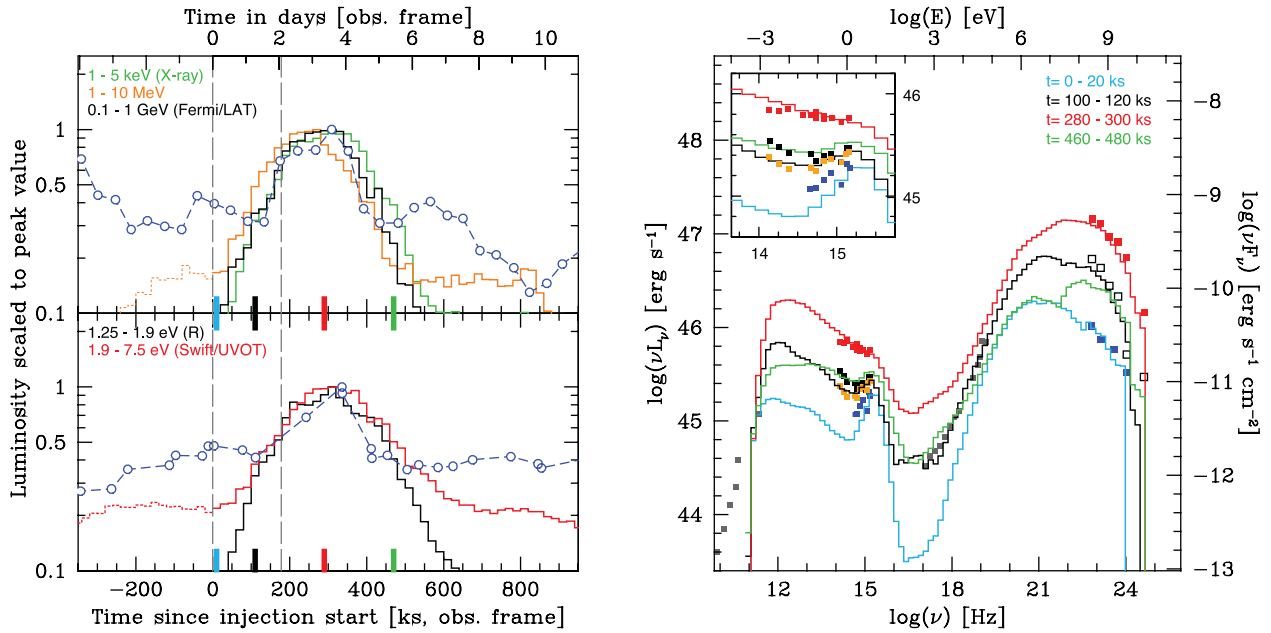 Time in days [obs. frame]
0 2 4 6 8 10
1 - 5 keV (X-ray)
1 - 10 MeV
0.1 - 1 GeV (Fermi/LAT)
1
0.5
0.1
1.25 - 1.9 eV (R)
1.9 - 7.5 eV (Swift/UVOT)
1
0.5
0.1
Luminosity scaled to peak value
−200 0 200 400 600 800
Time since injection start [ks, obs. frame]
log(E) [eV]
−3 0 3 6 9
t= 0 - 20 ks
t= 100 - 120 ks
t= 280 - 300 ks
t= 460 - 480 ks
46
45
14 15
48
47
46
45
44
log(νL_ν) [erg s⁻¹]
−8
−9
−10
−11
−12
−13
log(νF_ν) [erg s⁻¹ cm⁻²]
12 15 18 21 24
log(ν) [Hz]